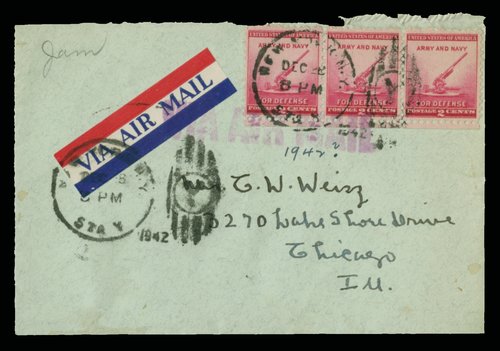 Jam
UNITED STATES OF AMERICA UNITED STATES OF AMERICA UNITED STATES OF AMERICA
ARMY AND NAVY ARMY AND NAVY ARMY AND NAVY
FOR DEFENSE FOR DEFENSE FOR DEFENSE
POSTAGE 2 CENTS POSTAGE 2 CENTS POSTAGE 2 CENTS
NEW YORK, N.Y.
DEC
8 PM
1942
VIA AIR MAIL
VIA AIR MAIL
1942?
8 PM
STA Y
1942
T. W. Weisz
3270 Lake Shore Drive
Chicago
Ill.